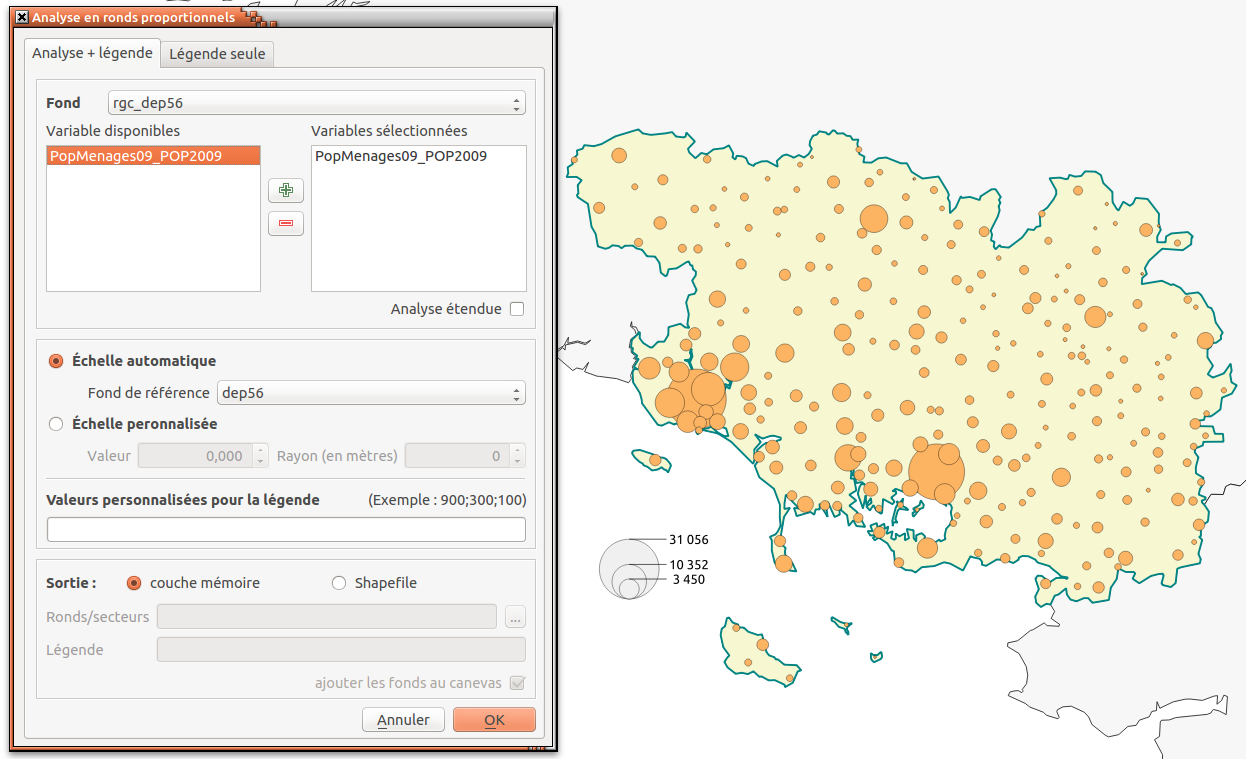 Analyse en ronds proportionnels
Analyse + légende
Légende seule
Fond
rgc_dep56
Variable disponibles
Variables sélectionnées
PopMenages09_POP2009
PopMenages09_POP2009
Analyse étendue
Échelle automatique
Fond de référence
dep56
Échelle peronnalisée
Valeur
0,000
Rayon (en mètres)
0
Valeurs personnalisées pour la légende
(Exemple : 900;300;100)
Sortie :
couche mémoire
Shapefile
Ronds/secteurs
...
Légende
ajouter les fonds au canevas
Annuler
OK
31 056
10 352
3 450